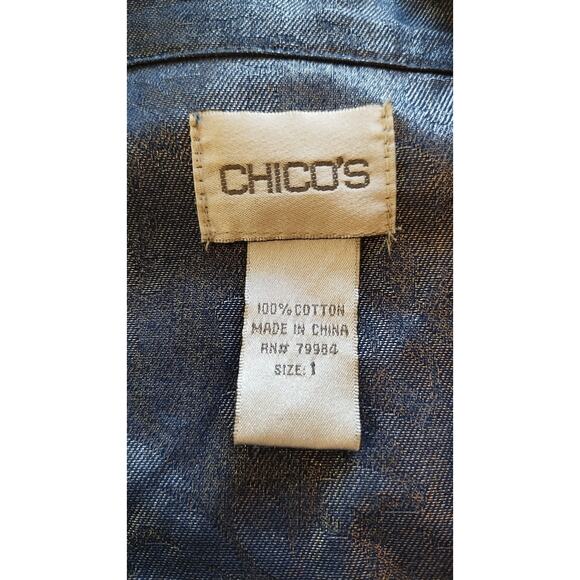 CHICO'S
100% COTTON
MADE IN CHINA
RN# 79984
SIZE: 1